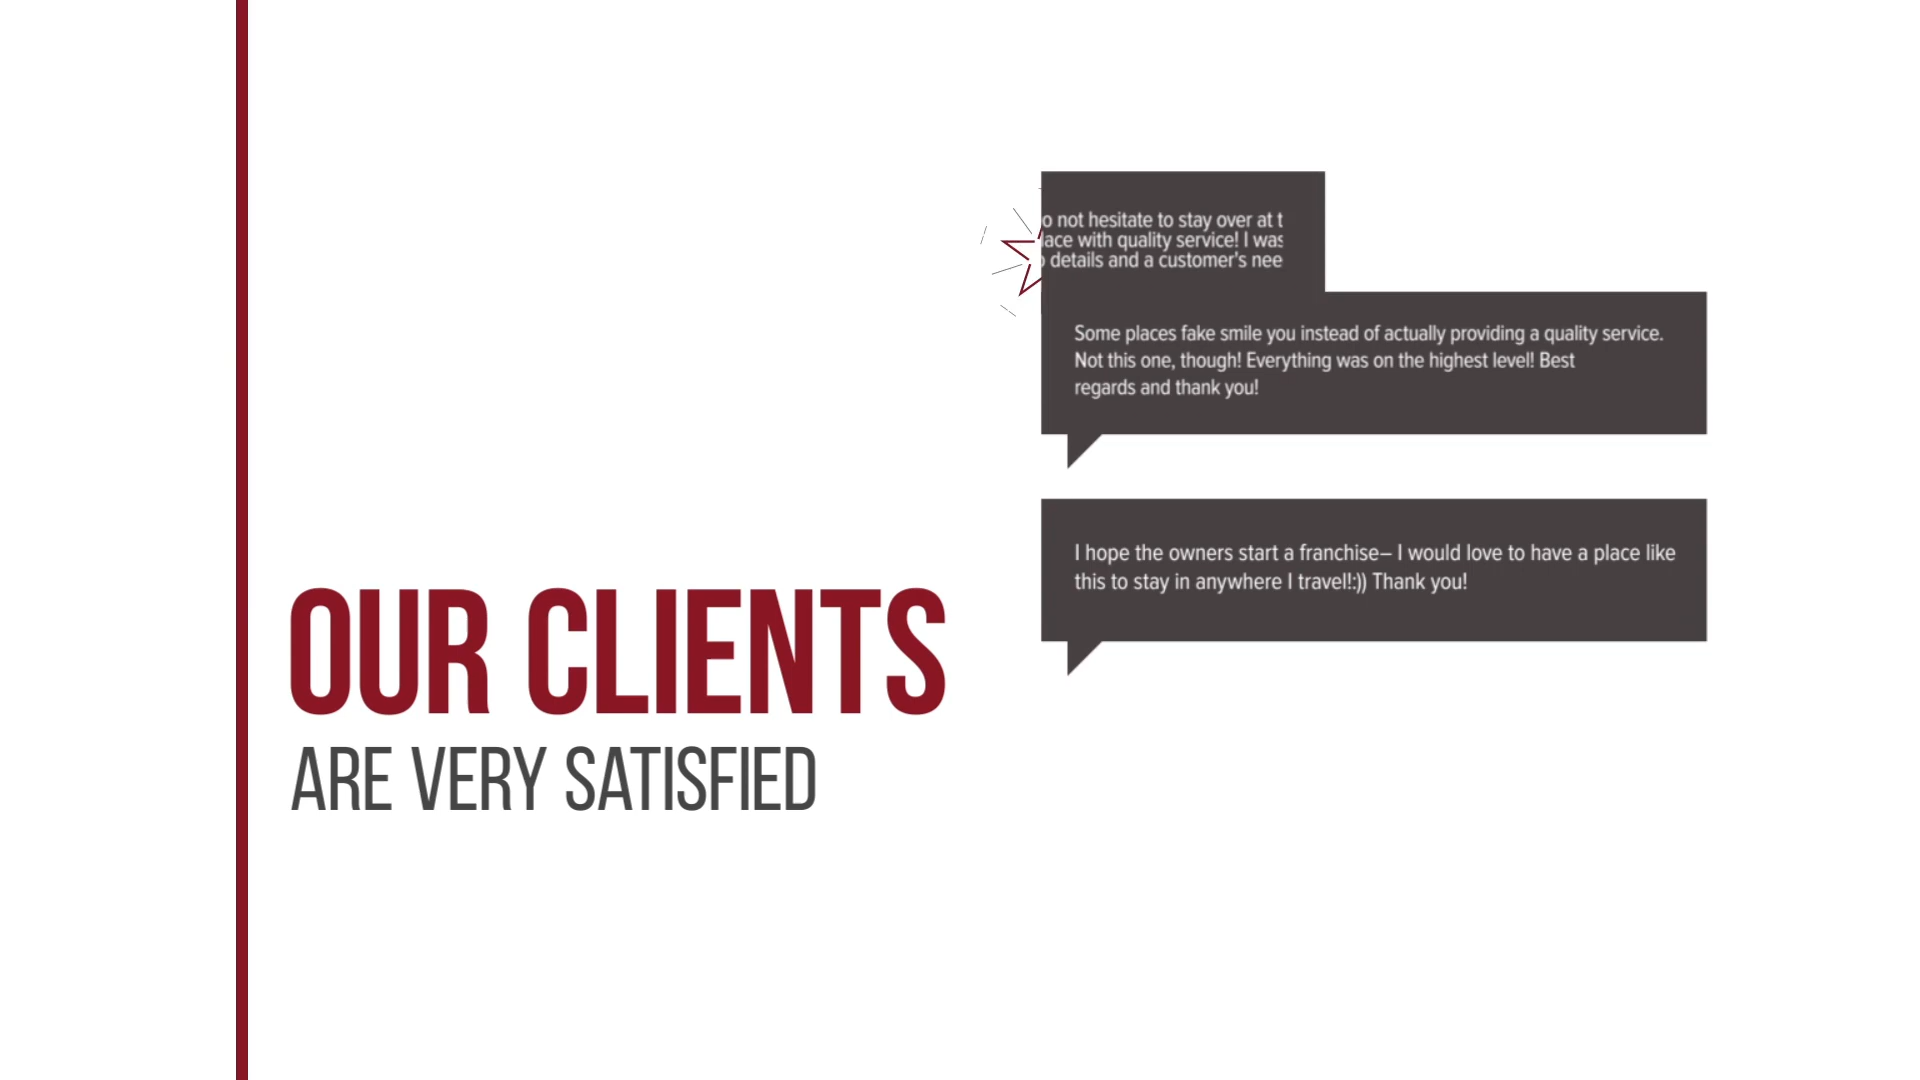 OUR CLIENTS
ARE VERY SATISFIED
not hesitate to stay over at
with quality service! I was
details and a customer's
Some places fake smile you instead of actually providing a quality service.
Not this one, though! Everything was on the highest level! Best
regards and thank you!
I hope the owners start a franchise– I would love to have a place like
this to stay in anywhere I travel!:)) Thank you!